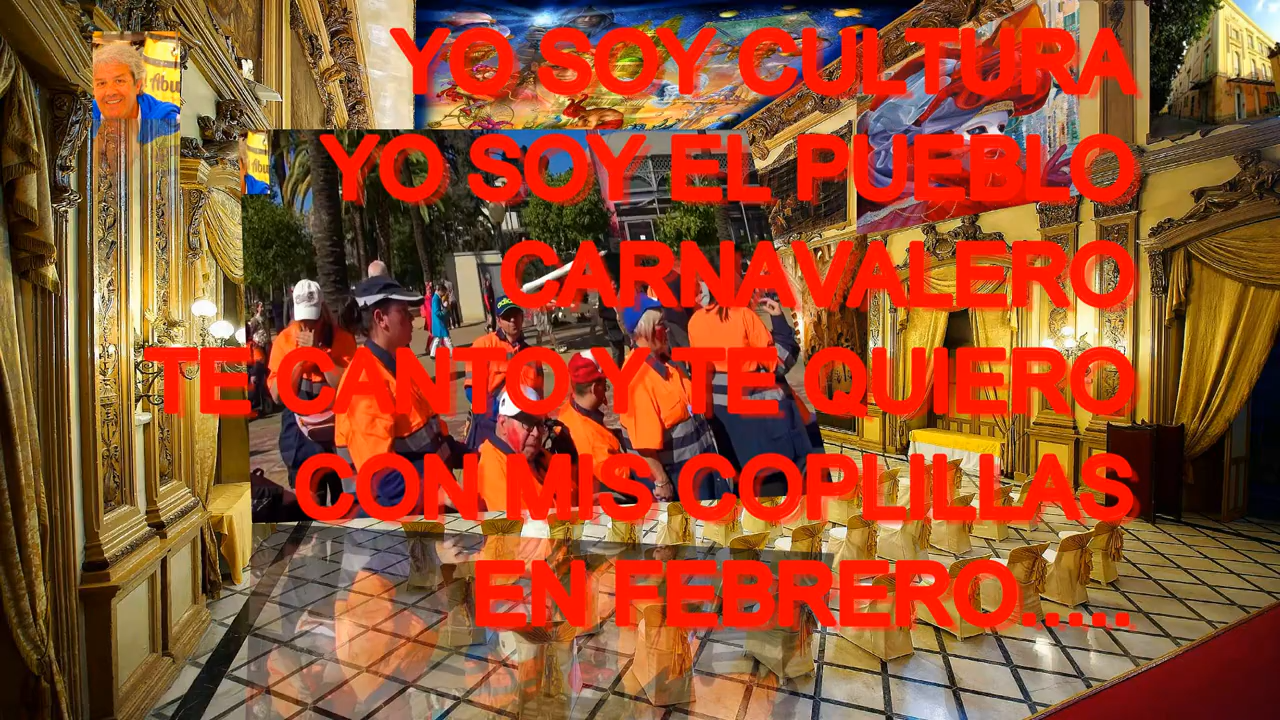 YO SOY CULTURA
YO SOY EL PUEBLO
CARNAVALERO
TE CANTO Y TE QUIERO
CON MIS COPLILLAS
EN FEBRERO.....